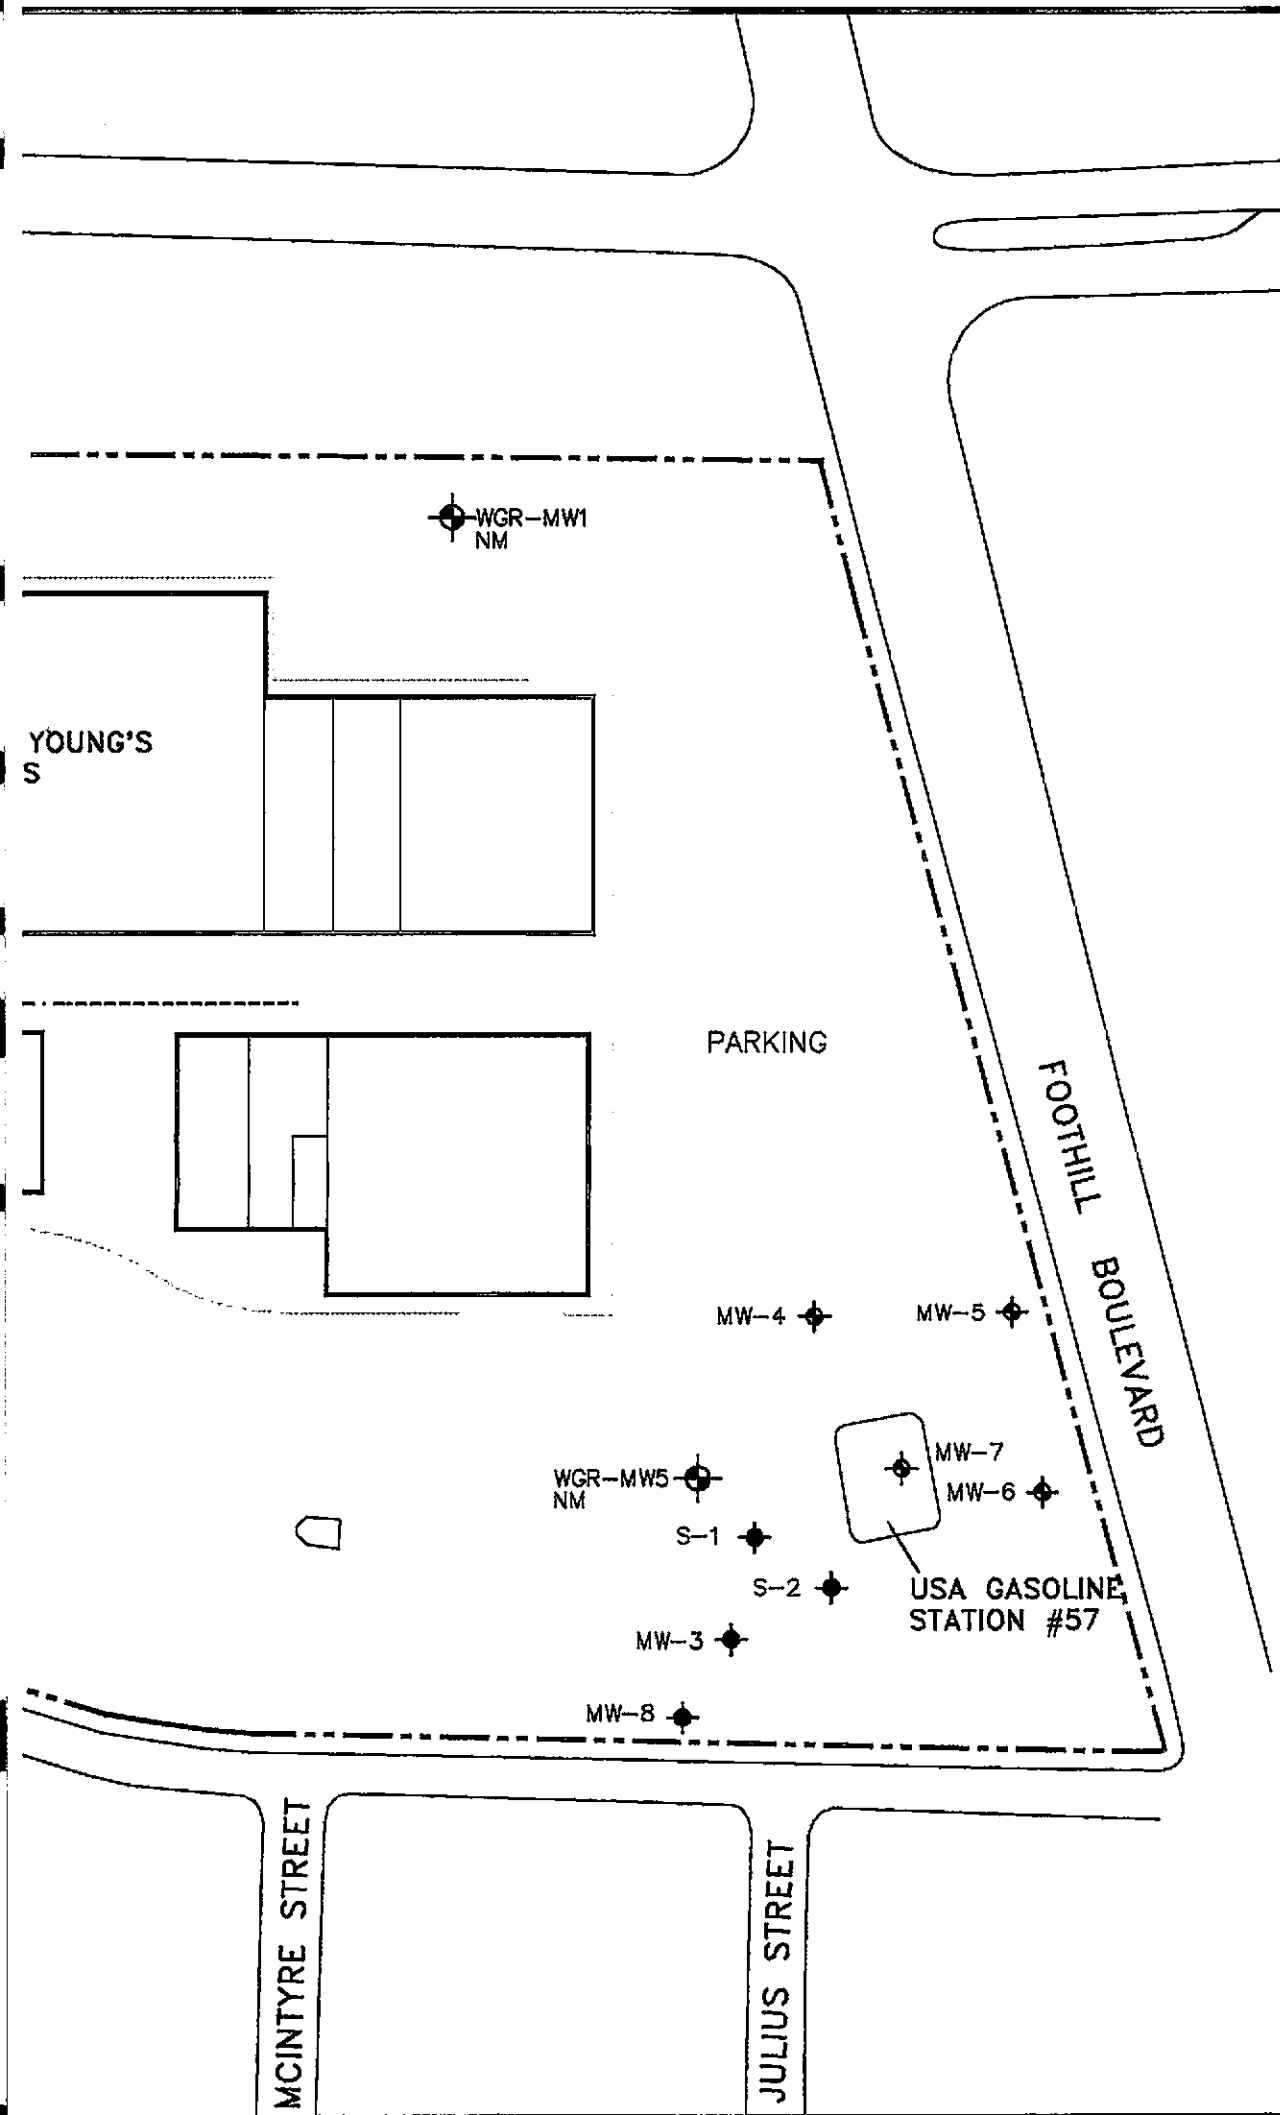 WGR-MW1
NM
YOUNG'S
S
PARKING
FOOTHILL BOULEVARD
MW-4
MW-5
MW-7
WGR-MW5
NM
MW-6
S-1
S-2
USA GASOLINE
STATION #57
MW-3
MW-8
MCINTYRE STREET
JULIUS STREET